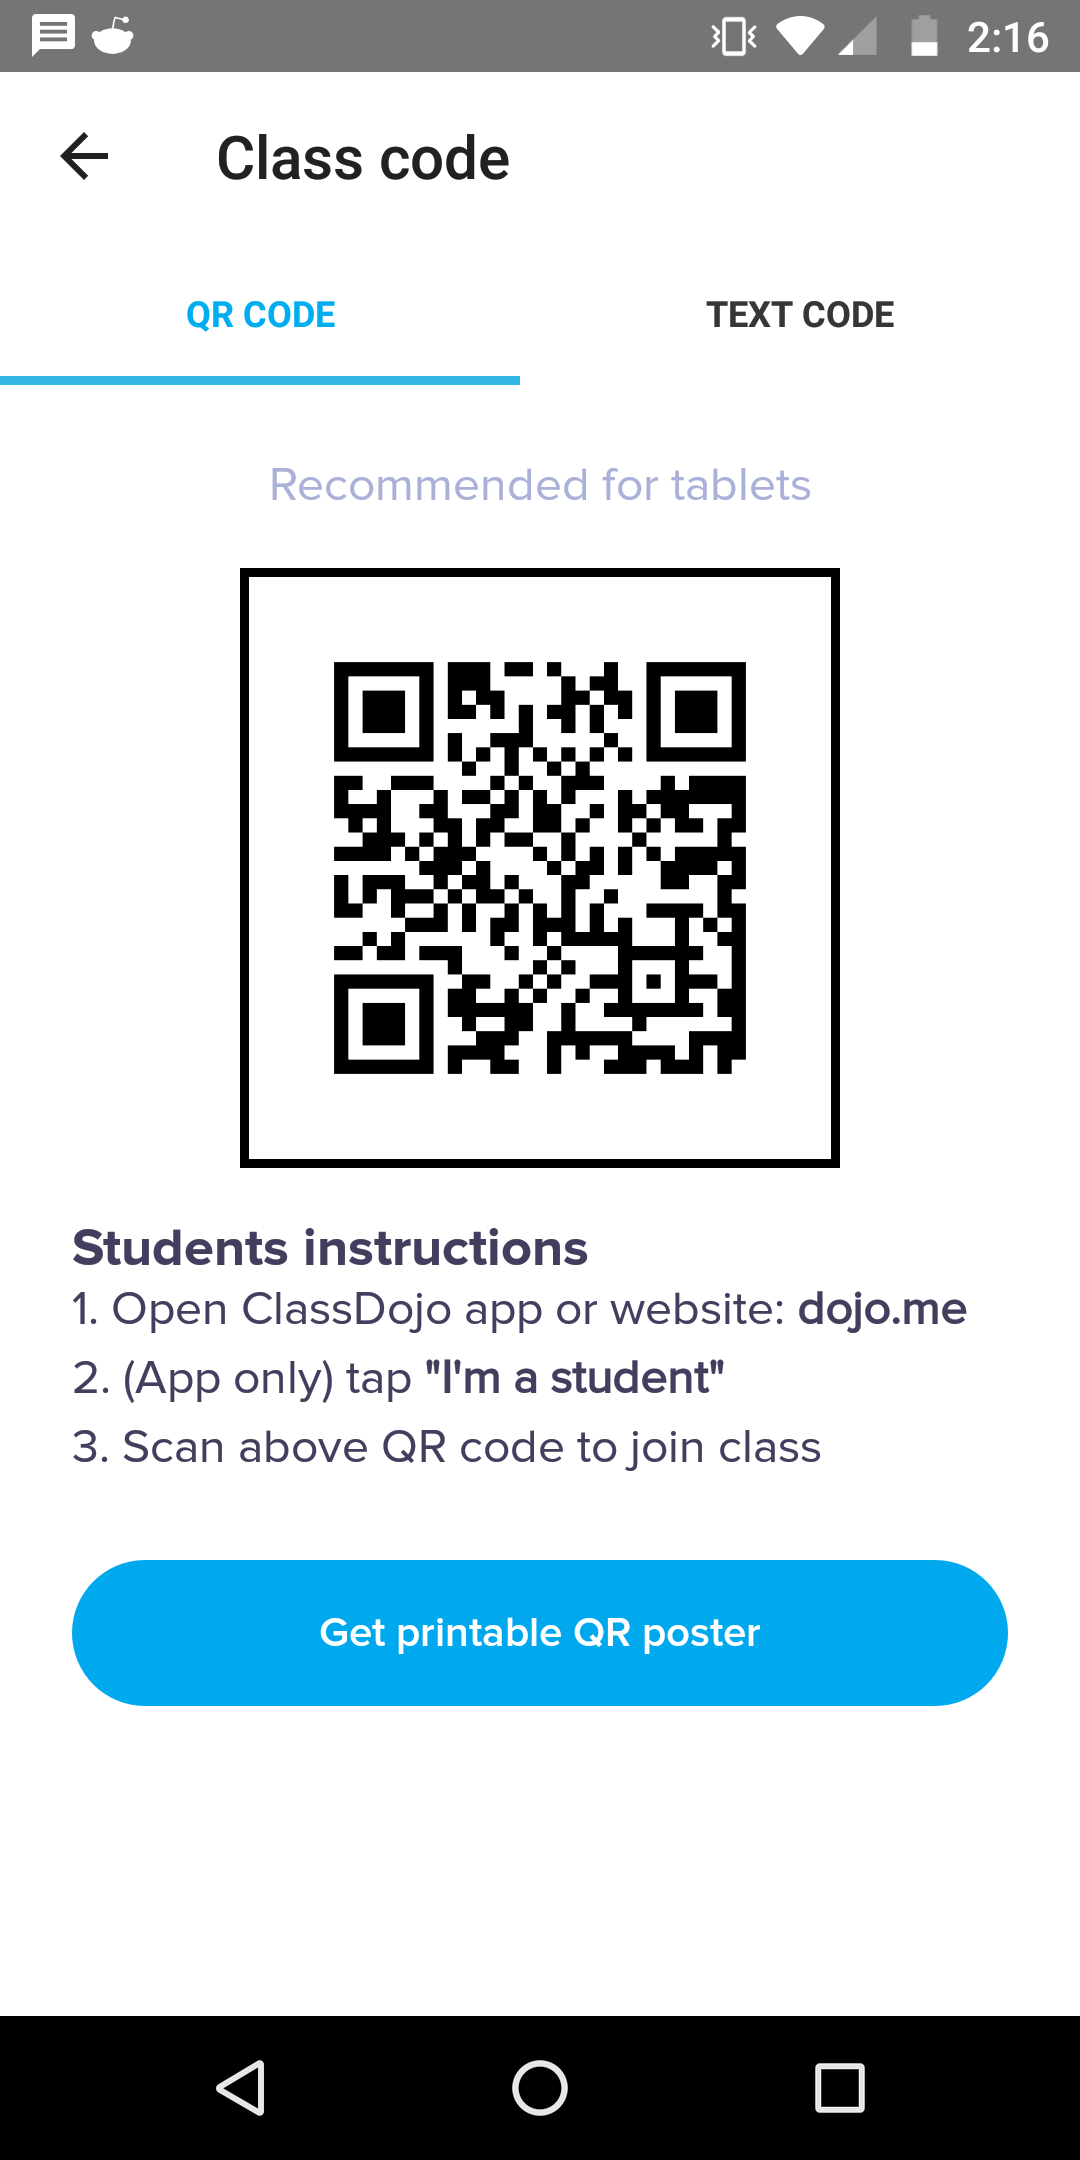 2:16
Class code
QR CODE
TEXT CODE
Recommended for tablets
Students instructions
1. Open ClassDojo app or website: dojo.me
2. (App only) tap "I'm a student"
3. Scan above QR code to join class
Get printable QR poster